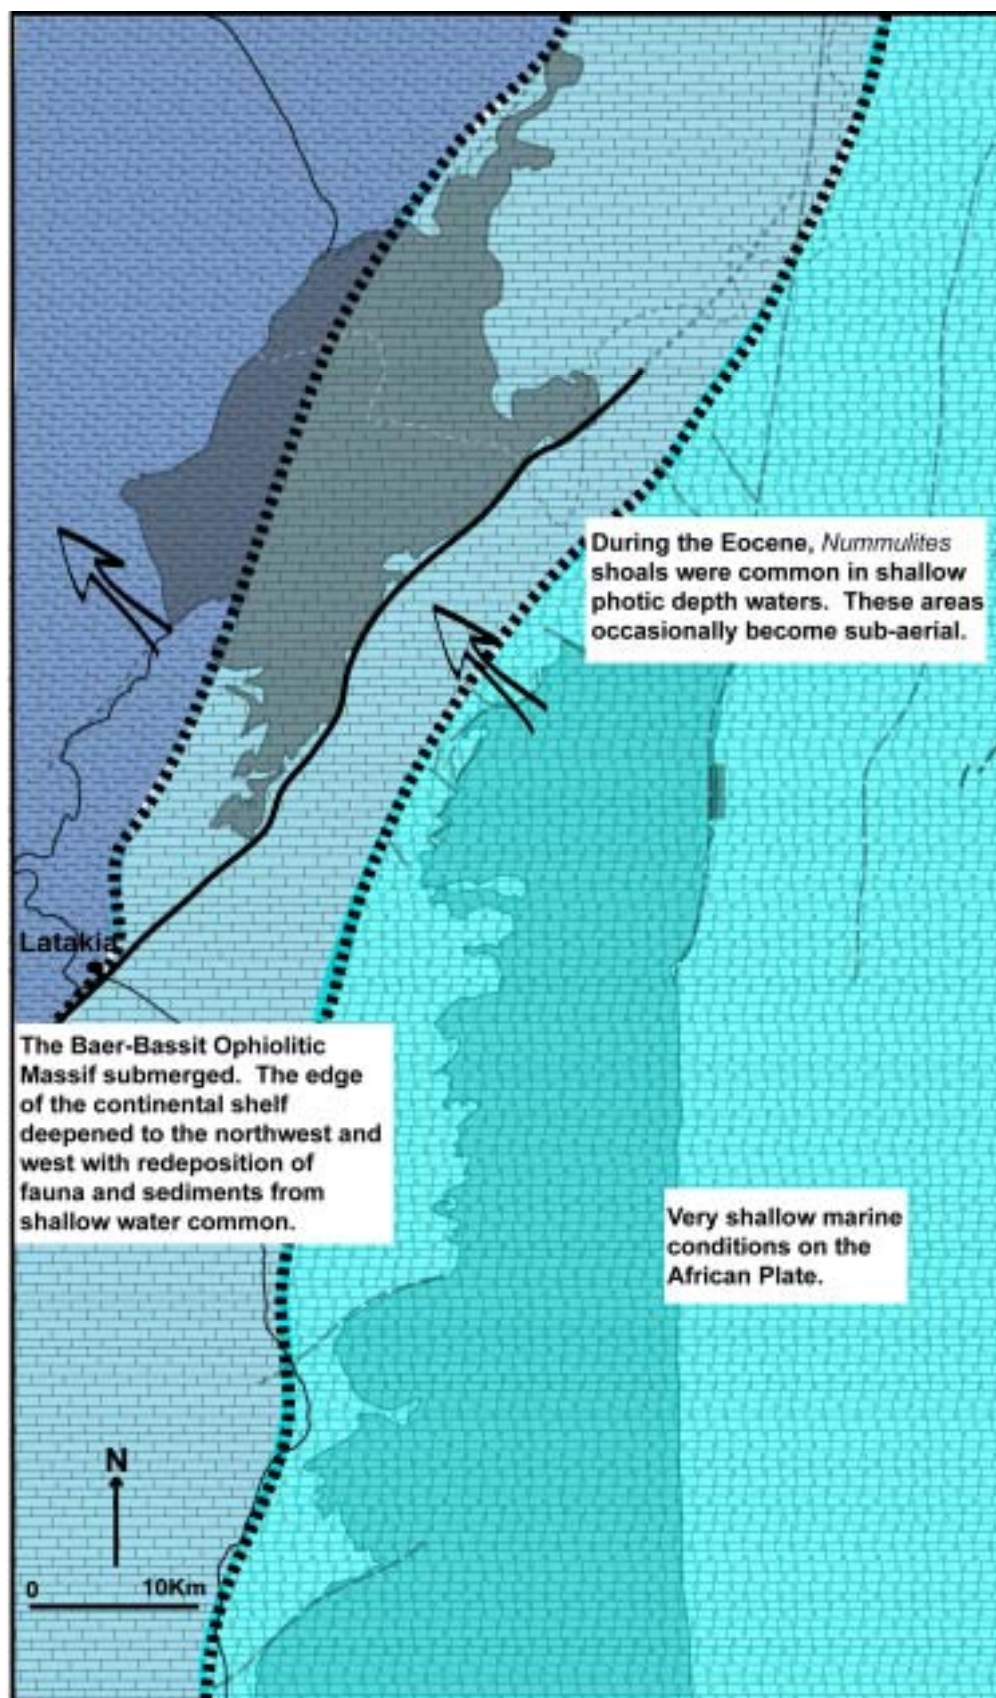 During the Eocene, Nummulites
shoals were common in shallow
photic depth waters. These areas
occasionally become sub-aerial.
Latakia
The Baer-Bassit Ophiolitic
Massif submerged. The edge
of the continental shelf
deepened to the northwest and
west with redeposition of
fauna and sediments from
shallow water common.
Very shallow marine
conditions on the
African Plate.
N
0 10Km